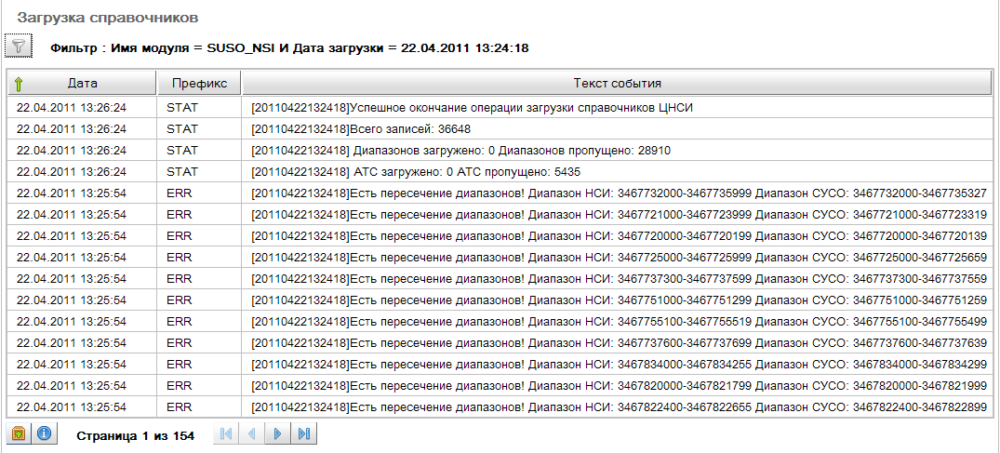 Загрузка справочников
Фильтр : Имя модуля = SUSO_NSI И Дата загрузки = 22.04.2011 13:24:18
Дата Префикс Текст события
22.04.2011 13:26:24 STAT [20110422132418]Успешное окончание операции загрузки справочников ЦНСИ
22.04.2011 13:26:24 STAT [20110422132418]Всего записей: 36648
22.04.2011 13:26:24 STAT [20110422132418] Диапазонов загружено: 0 Диапазонов пропущено: 28910
22.04.2011 13:26:24 STAT [20110422132418] АТС загружено: 0 АТС пропущено: 5435
22.04.2011 13:25:54 ERR [20110422132418]Есть пересечение диапазонов! Диапазон НСИ: 3467732000-3467735999 Диапазон СУСО: 3467732000-3467735327
22.04.2011 13:25:54 ERR [20110422132418]Есть пересечение диапазонов! Диапазон НСИ: 3467721000-3467723999 Диапазон СУСО: 3467721000-3467723319
22.04.2011 13:25:54 ERR [20110422132418]Есть пересечение диапазонов! Диапазон НСИ: 3467720000-3467720199 Диапазон СУСО: 3467720000-3467720139
22.04.2011 13:25:54 ERR [20110422132418]Есть пересечение диапазонов! Диапазон НСИ: 3467725000-3467725999 Диапазон СУСО: 3467725000-3467725659
22.04.2011 13:25:54 ERR [20110422132418]Есть пересечение диапазонов! Диапазон НСИ: 3467737300-3467737599 Диапазон СУСО: 3467737300-3467737559
22.04.2011 13:25:54 ERR [20110422132418]Есть пересечение диапазонов! Диапазон НСИ: 3467751000-3467751299 Диапазон СУСО: 3467751000-3467751259
22.04.2011 13:25:54 ERR [20110422132418]Есть пересечение диапазонов! Диапазон НСИ: 3467755100-3467755519 Диапазон СУСО: 3467755100-3467755499
22.04.2011 13:25:54 ERR [20110422132418]Есть пересечение диапазонов! Диапазон НСИ: 3467737600-3467737699 Диапазон СУСО: 3467737600-3467737639
22.04.2011 13:25:54 ERR [20110422132418]Есть пересечение диапазонов! Диапазон НСИ: 3467834000-3467834255 Диапазон СУСО: 3467834000-3467834299
22.04.2011 13:25:54 ERR [20110422132418]Есть пересечение диапазонов! Диапазон НСИ: 3467820000-3467821799 Диапазон СУСО: 3467820000-3467821999
22.04.2011 13:25:54 ERR [20110422132418]Есть пересечение диапазонов! Диапазон НСИ: 3467822400-3467822655 Диапазон СУСО: 3467822400-3467822899
Страница 1 из 154